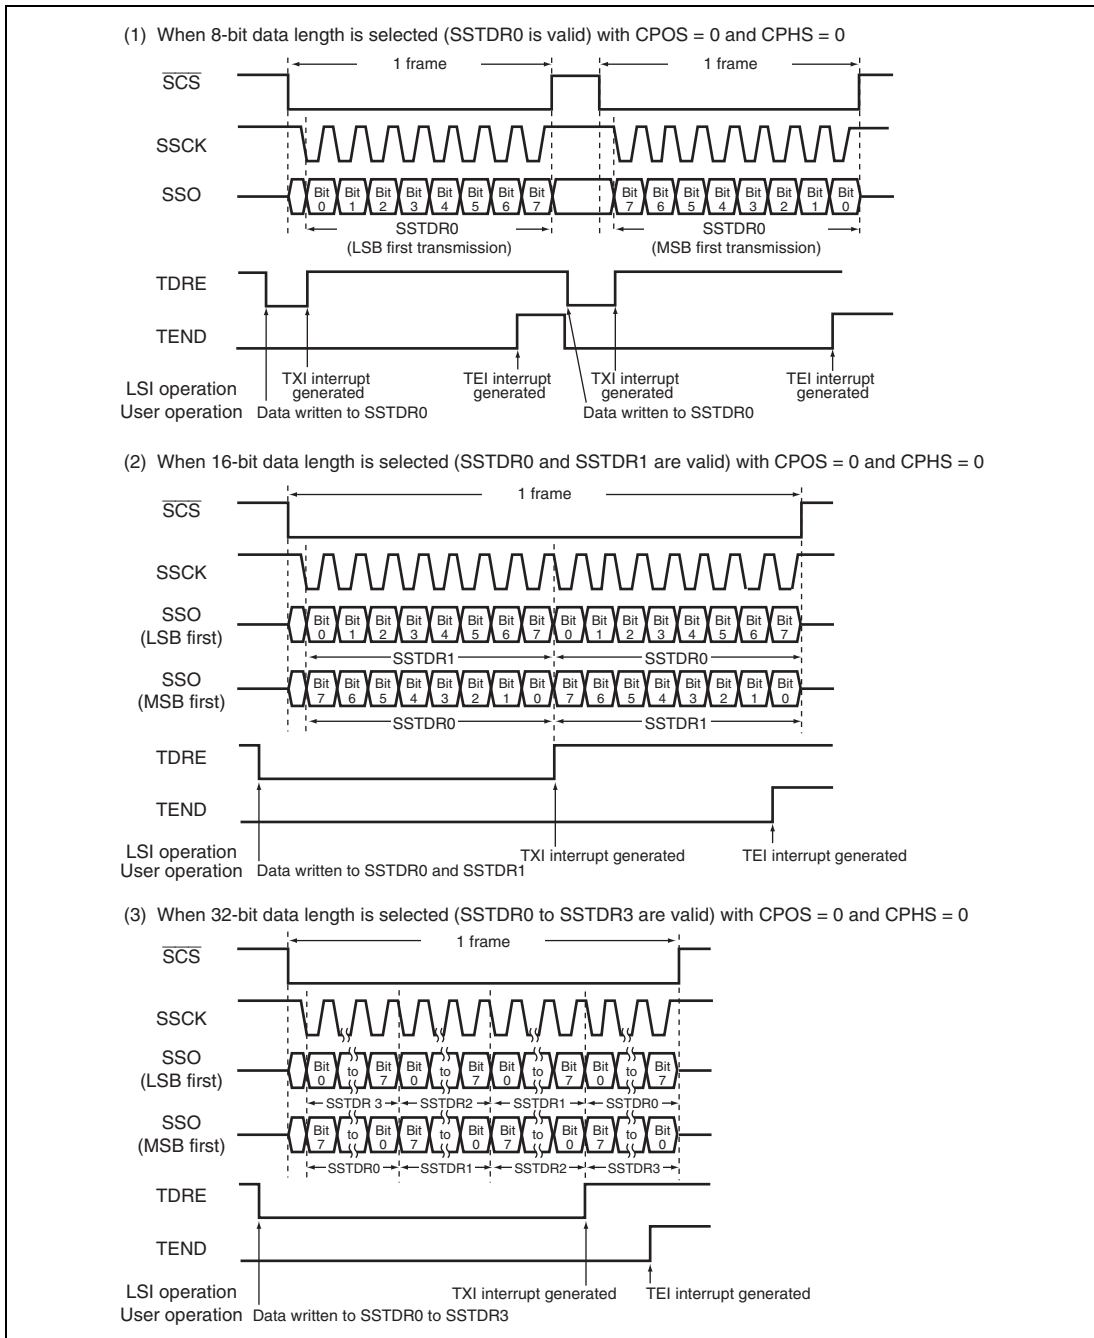 (1) When 8-bit data length is selected (SSTDR0 is valid) with CPOS = 0 and CPHS = 0
1 frame 1 frame
SCS
SSCK
SSO Bit 0 Bit 1 Bit 2 Bit 3 Bit 4 Bit 5 Bit 6 Bit 7 Bit 7 Bit 6 Bit 5 Bit 4 Bit 3 Bit 2 Bit 1 Bit 0
SSTDR0 SSTDR0
(LSB first transmission) (MSB first transmission)
TDRE
TEND
LSI operation TXI interrupt generated TEI interrupt generated TXI interrupt generated TEI interrupt generated
User operation Data written to SSTDR0 Data written to SSTDR0
(2) When 16-bit data length is selected (SSTDR0 and SSTDR1 are valid) with CPOS = 0 and CPHS = 0
1 frame
SCS
SSCK
SSO (LSB first) Bit 0 Bit 1 Bit 2 Bit 3 Bit 4 Bit 5 Bit 6 Bit 7 Bit 0 Bit 1 Bit 2 Bit 3 Bit 4 Bit 5 Bit 6 Bit 7
SSTDR1 SSTDR0
SSO (MSB first) Bit 7 Bit 6 Bit 5 Bit 4 Bit 3 Bit 2 Bit 1 Bit 0 Bit 7 Bit 6 Bit 5 Bit 4 Bit 3 Bit 2 Bit 1 Bit 0
SSTDR0 SSTDR1
TDRE
TEND
LSI operation TXI interrupt generated TEI interrupt generated
User operation Data written to SSTDR0 and SSTDR1
(3) When 32-bit data length is selected (SSTDR0 to SSTDR3 are valid) with CPOS = 0 and CPHS = 0
1 frame
SCS
SSCK
SSO (LSB first) Bit 0 to Bit 7 Bit 0 to Bit 7 Bit 0 to Bit 7 Bit 0 to Bit 7
SSTDR 3 SSTDR2 SSTDR1 SSTDR0
SSO (MSB first) Bit 7 to Bit 0 Bit 7 to Bit 0 Bit 7 to Bit 0 Bit 7 to Bit 0
SSTDR0 SSTDR1 SSTDR2 SSTDR3
TDRE
TEND
LSI operation TXI interrupt generated TEI interrupt generated
User operation Data written to SSTDR0 to SSTDR3